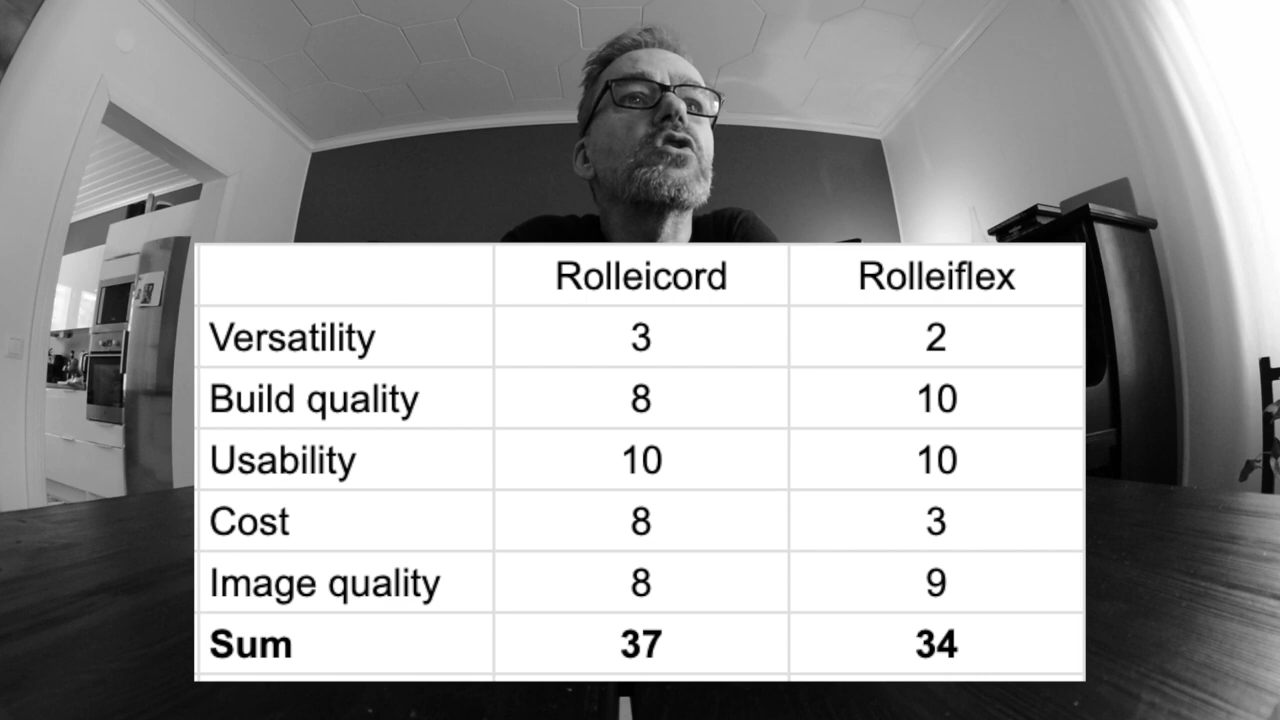 Rolleicord Rolleiflex
Versatility 3 2
Build quality 8 10
Usability 10 10
Cost 8 3
Image quality 8 9
Sum 37 34